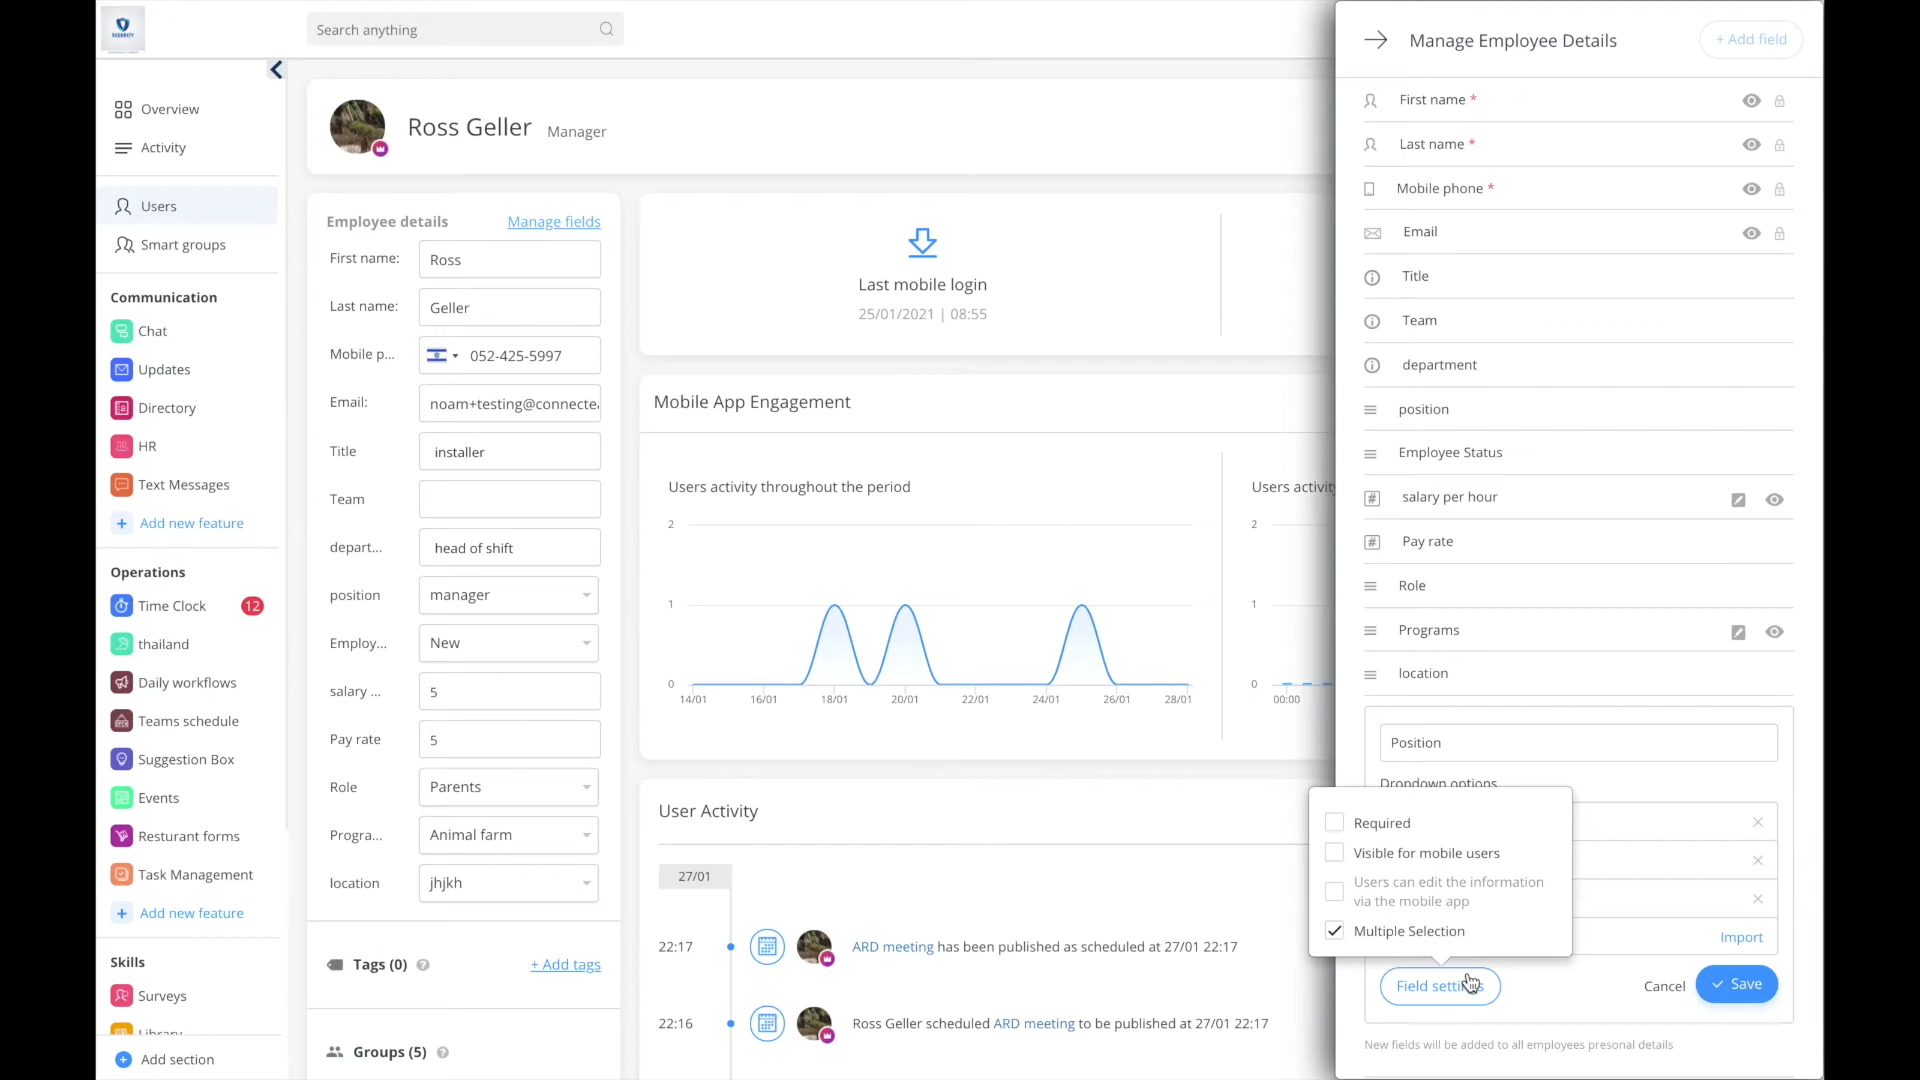 SECURITY
Search anything
Overview
Activity
Users
Smart groups
Communication
Chat
Updates
Directory
HR
Text Messages
+ Add new feature
Operations
Time Clock 12
thailand
Daily workflows
Teams schedule
Suggestion Box
Events
Resturant forms
Task Management
+ Add new feature
Skills
Surveys
Library
+ Add section
Ross Geller Manager
Employee details Manage fields
First name: Ross
Last name: Geller
Mobile p... 052-425-5997
Email: noam+testing@connectea
Title installer
Team
depart... head of shift
position manager
Employ... New
salary ... 5
Pay rate 5
Role Parents
Progra... Animal farm
location jhjkh
Tags (0) ? + Add tags
Groups (5) ?
Last mobile login
25/01/2021 | 08:55
Mobile App Engagement
Users activity throughout the period
2
1
0
14/01 16/01 18/01 20/01 22/01 24/01 26/01 28/01
Users activity
2
1
0
00:00
User Activity
27/01
22:17 ARD meeting has been published as scheduled at 27/01 22:17
22:16 Ross Geller scheduled ARD meeting to be published at 27/01 22:17
Manage Employee Details + Add field
First name *
Last name *
Mobile phone *
Email
Title
Team
department
position
Employee Status
# salary per hour
# Pay rate
Role
Programs
location
Position
Dropdown options
Required
Visible for mobile users
Users can edit the information
via the mobile app
Multiple Selection
Import
Field setti s
Cancel Save
New fields will be added to all employees presonal details